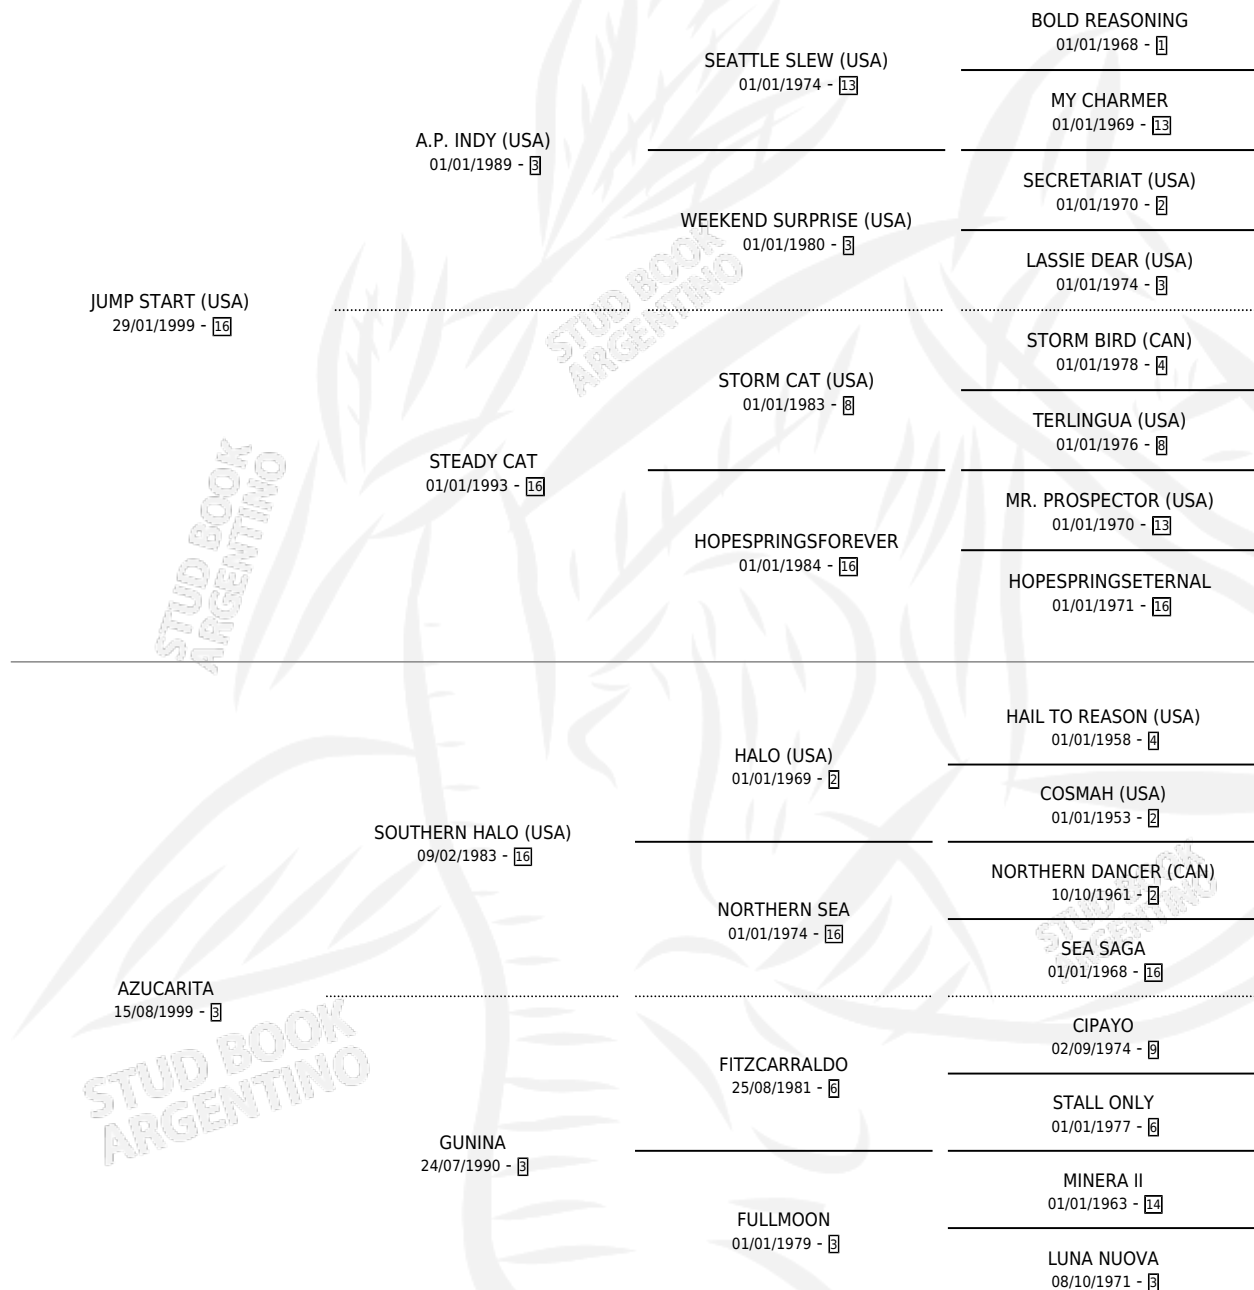 BOLD REASONING
01/01/1968 - 1
SEATTLE SLEW (USA)
01/01/1974 - 13
MY CHARMER
01/01/1969 - 13
A.P. INDY (USA)
01/01/1989 - 3
SECRETARIAT (USA)
01/01/1970 - 2
WEEKEND SURPRISE (USA)
01/01/1980 - 3
LASSIE DEAR (USA)
01/01/1974 - 3
JUMP START (USA)
29/01/1999 - 16
STORM BIRD (CAN)
01/01/1978 - 4
STORM CAT (USA)
01/01/1983 - 8
TERLINGUA (USA)
01/01/1976 - 8
STEADY CAT
01/01/1993 - 16
MR. PROSPECTOR (USA)
01/01/1970 - 13
HOPESPRINGSFOREVER
01/01/1984 - 16
HOPESPRINGSETERNAL
01/01/1971 - 16
HAIL TO REASON (USA)
01/01/1958 - 4
HALO (USA)
01/01/1969 - 2
COSMAH (USA)
01/01/1953 - 2
SOUTHERN HALO (USA)
09/02/1983 - 16
NORTHERN DANCER (CAN)
10/10/1961 - 2
NORTHERN SEA
01/01/1974 - 16
SEA SAGA
01/01/1968 - 16
AZUCARITA
15/08/1999 - 3
CIPAYO
02/09/1974 - 9
FITZCARRALDO
25/08/1981 - 6
STALL ONLY
01/01/1977 - 6
GUNINA
24/07/1990 - 3
MINERA II
01/01/1963 - 14
FULLMOON
01/01/1979 - 3
LUNA NUOVA
08/10/1971 - 3
STUD BOOK
ARGENTINO
STUD BOOK
ARGENTINO
STUD BOOK
ARGENTINO
STUD BOOK
ARGENTINO